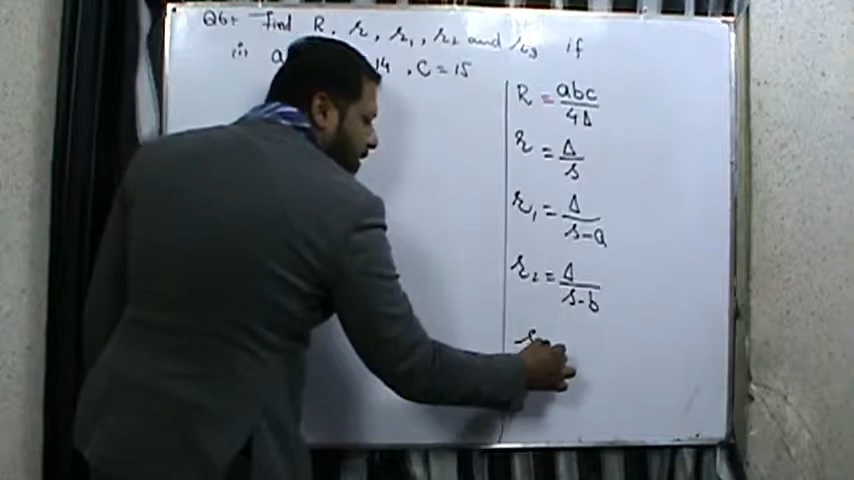 Q6:- Find R, r, r₁, r₂ and r₃ if
(i) a 14, C = 15
R = abc/4Δ
r = Δ/s
r₁ = Δ/s-a
r₂ = Δ/s-b